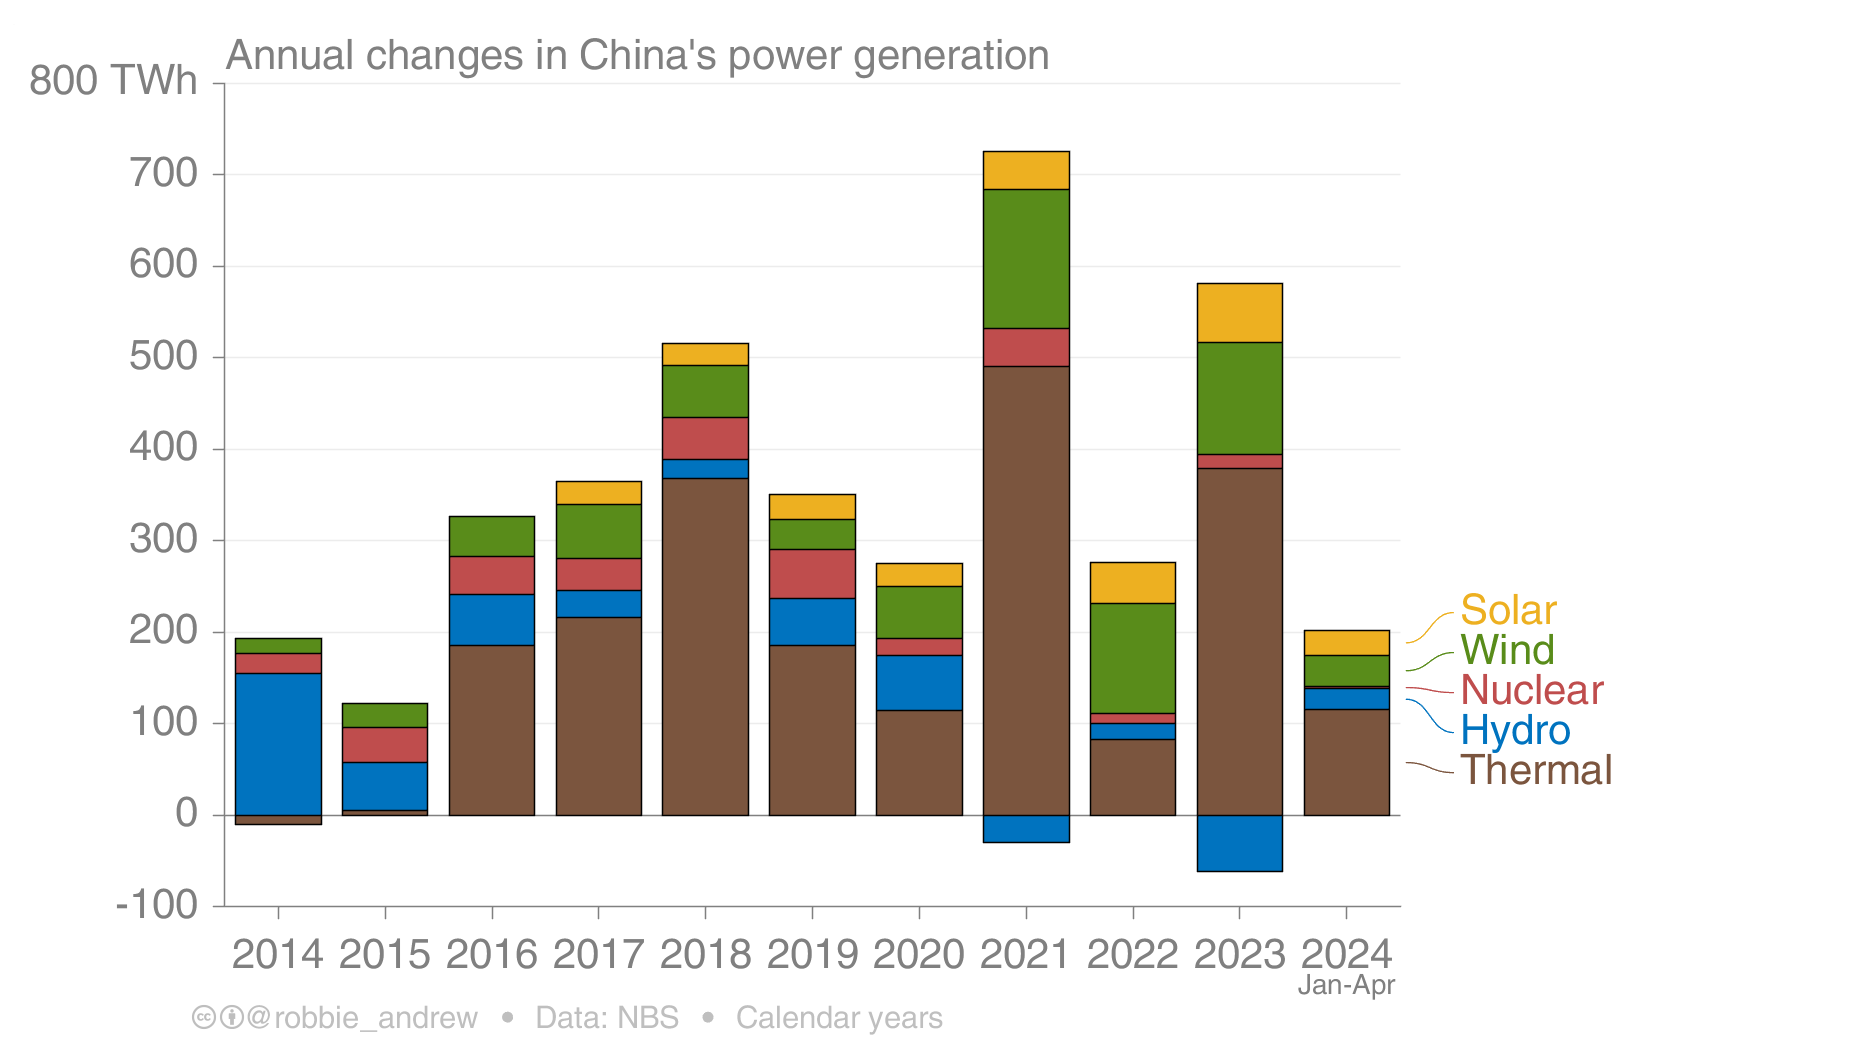 Annual changes in China's power generation
800 TWh
700
600
500
400
300
200
100
0
-100
Solar
Wind
Nuclear
Hydro
Thermal
2014 2015 2016 2017 2018 2019 2020 2021 2022 2023 2024
Jan-Apr
@robbie_andrew • Data: NBS • Calendar years